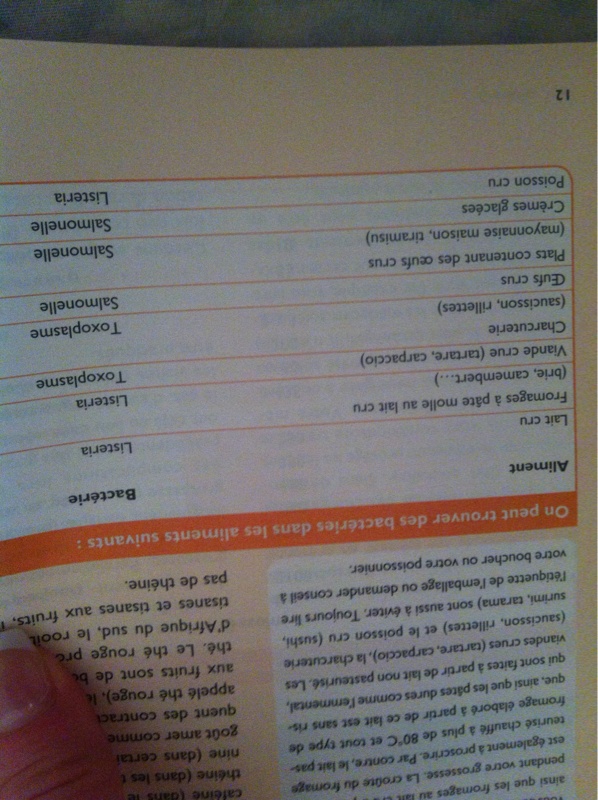 ainsi que les fromages au lait
pendant votre grossesse. La croûte du fromage
est également à proscrire. Par contre, le lait pas-
teurisé chauffé à plus de 80°C et tout type de
fromage élaboré à partir de ce lait est sans ris-
que, ainsi que les pâtes dures comme l'emmental,
qui sont faites à partir de lait non pasteurisé. Les
viandes crues (tartare, carpaccio), la charcuterie
(saucisson, rillettes) et le poisson cru (sushi,
surimi, tarama) sont aussi à éviter. Toujours lire
l'étiquette de l'emballage ou demander conseil à
votre boucher ou votre poissonnier.
caféine (dans le
théine (dans les
nine (dans
goût amer comme
quent des
appelé thé rouge),
aux fruits sont de
thé. Le thé rouge
d'Afrique du sud, le
tisanes et tisanes aux fruits,
pas de théine.
On peut trouver des bactéries dans les aliments suivants :
Aliment Bactérie
Lait cru Listeria
Fromages à pâte molle au lait cru Listeria
(brie, camembert…)
Viande crue (tartare, carpaccio) Toxoplasme
Charcuterie Toxoplasme
(saucisson, rillettes)
Œufs crus Salmonelle
Plats contenant des œufs crus Salmonelle
(mayonnaise maison, tiramisu)
Crèmes glacées Salmonelle
Poisson cru Listeria
12